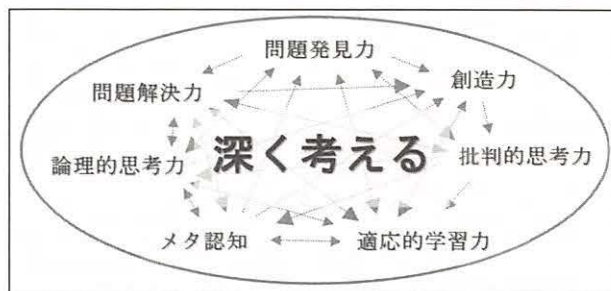 問題発見力
問題解決力
創造力
論理的思考力
深く考える
批判的思考力
メタ認知
適応的学習力